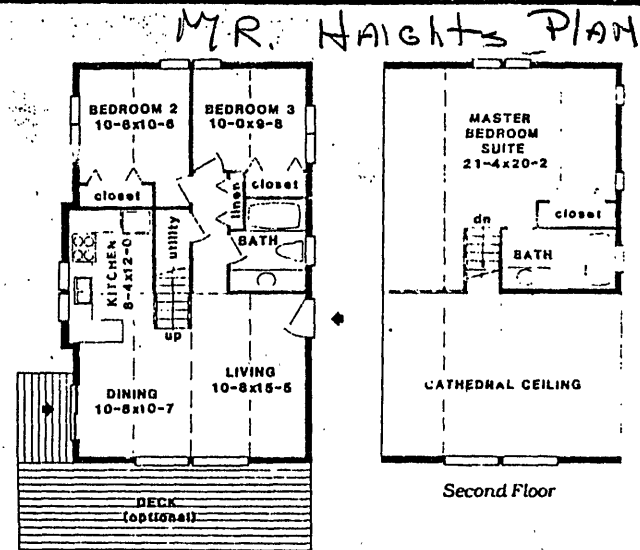 MR. HAIGHTS PLAN
BEDROOM 2
10-6x10-6
BEDROOM 3
10-0x9-8
closet
linen
closet
utility
BATH
KITCHEN
8-4x12-0
up
LIVING
10-8x15-5
DINING
10-8x10-7
DECK
(optional)
MASTER
BEDROOM
SUITE
21-4x20-2
dn
closet
BATH
CATHEDRAL CEILING
Second Floor